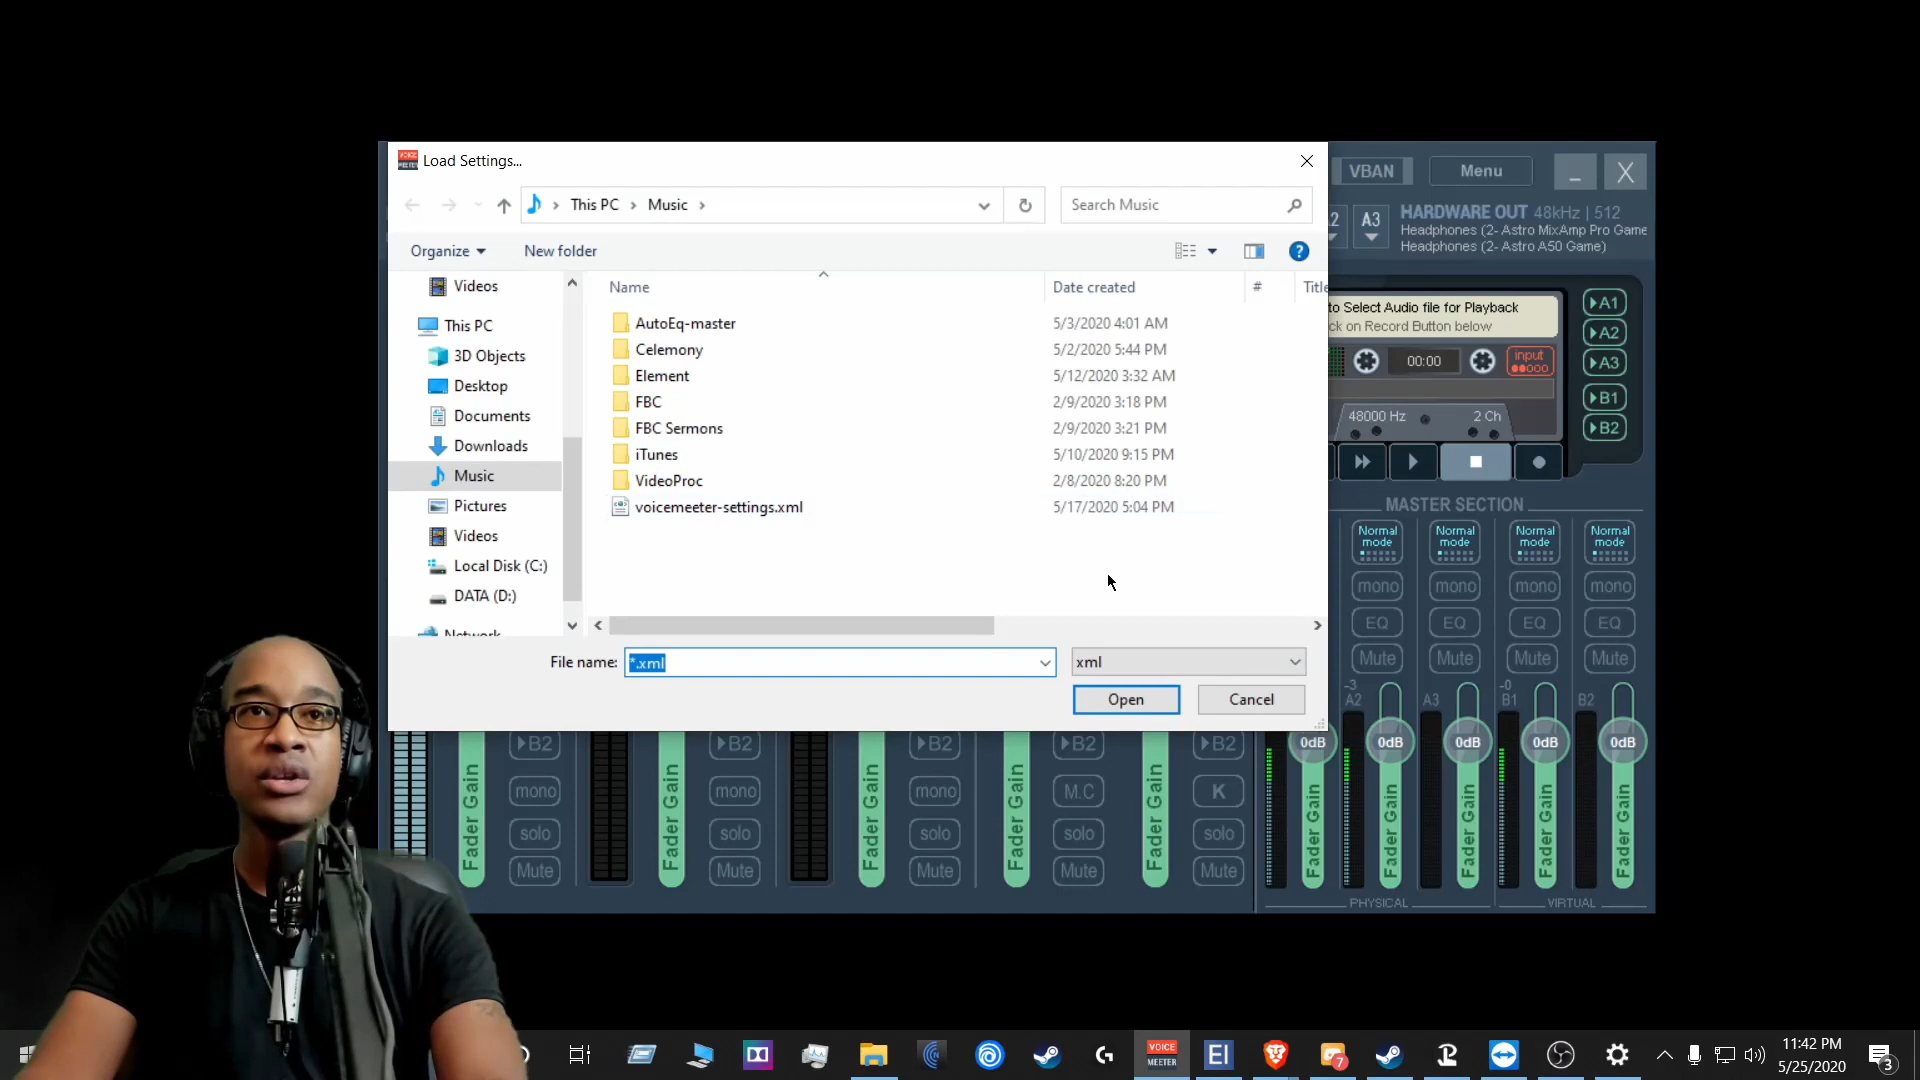 Load Settings...
VBAN
Menu
X
This PC
Music
Search Music
A3
HARDWARE OUT 48kHz | 512
Headphones (2- Astro MixAmp Pro Game
Headphones (2- Astro A50 Game)
Organize
New folder
Name
Date created
#
Title
Videos
This PC
3D Objects
Desktop
Documents
Downloads
Music
Pictures
Videos
Local Disk (C:)
DATA (D:)
Network
AutoEq-master 5/3/2020 4:01 AM
Celemony 5/2/2020 5:44 PM
Element 5/12/2020 3:32 AM
FBC 2/9/2020 3:18 PM
FBC Sermons 2/9/2020 3:21 PM
iTunes 5/10/2020 9:15 PM
VideoProc 2/8/2020 8:20 PM
voicemeeter-settings.xml 5/17/2020 5:04 PM
to Select Audio file for Playback
ck on Record Button below
00:00
input
48000 Hz 2 Ch
A1
A2
A3
B1
B2
MASTER SECTION
Normal mode Normal mode Normal mode Normal mode
mono mono mono mono
EQ EQ EQ EQ
Mute Mute Mute Mute
File name: *.xml
xml
Open
Cancel
-3 -0
A2 A3 B1 B2
0dB 0dB 0dB 0dB 0dB
B2 B2 B2 B2 B2
mono mono mono M.C K
solo solo solo solo solo
Mute Mute Mute Mute Mute
Fader Gain Fader Gain Fader Gain Fader Gain Fader Gain
Fader Gain Fader Gain Fader Gain Fader Gain Fader Gain
PHYSICAL VIRTUAL
VOICE MEETER
EI
7
11:42 PM
5/25/2020
3